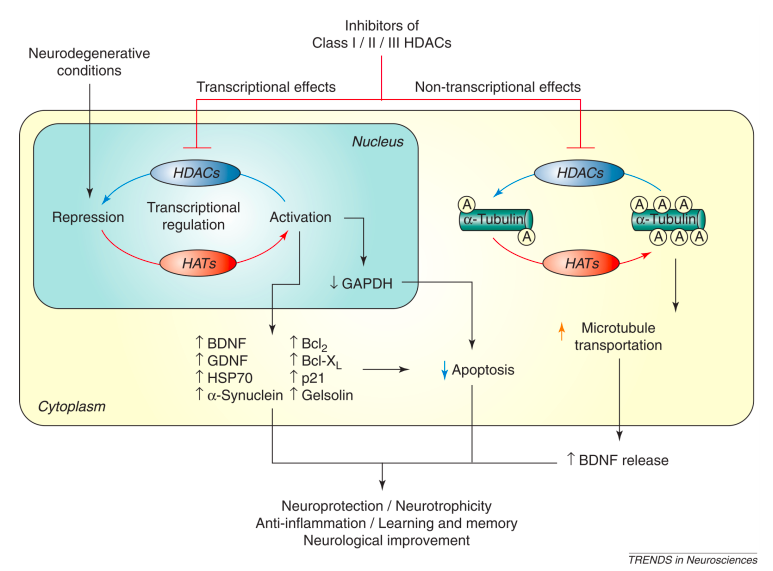 Inhibitors of
Class I / II / III HDACs
Neurodegenerative
conditions
Transcriptional effects
Non-transcriptional effects
Nucleus
HDACs
Repression
Transcriptional
regulation
Activation
HATs
↓ GAPDH
HDACs
A
α-Tubulin
A
A A A
α-Tubulin
A A A
HATs
↑ BDNF
↑ GDNF
↑ HSP70
↑ α-Synuclein
↑ Bcl2
↑ Bcl-XL
↑ p21
↑ Gelsolin
↓ Apoptosis
↑ Microtubule
transportation
Cytoplasm
↑ BDNF release
Neuroprotection / Neurotrophicity
Anti-inflammation / Learning and memory
Neurological improvement
TRENDS in Neurosciences